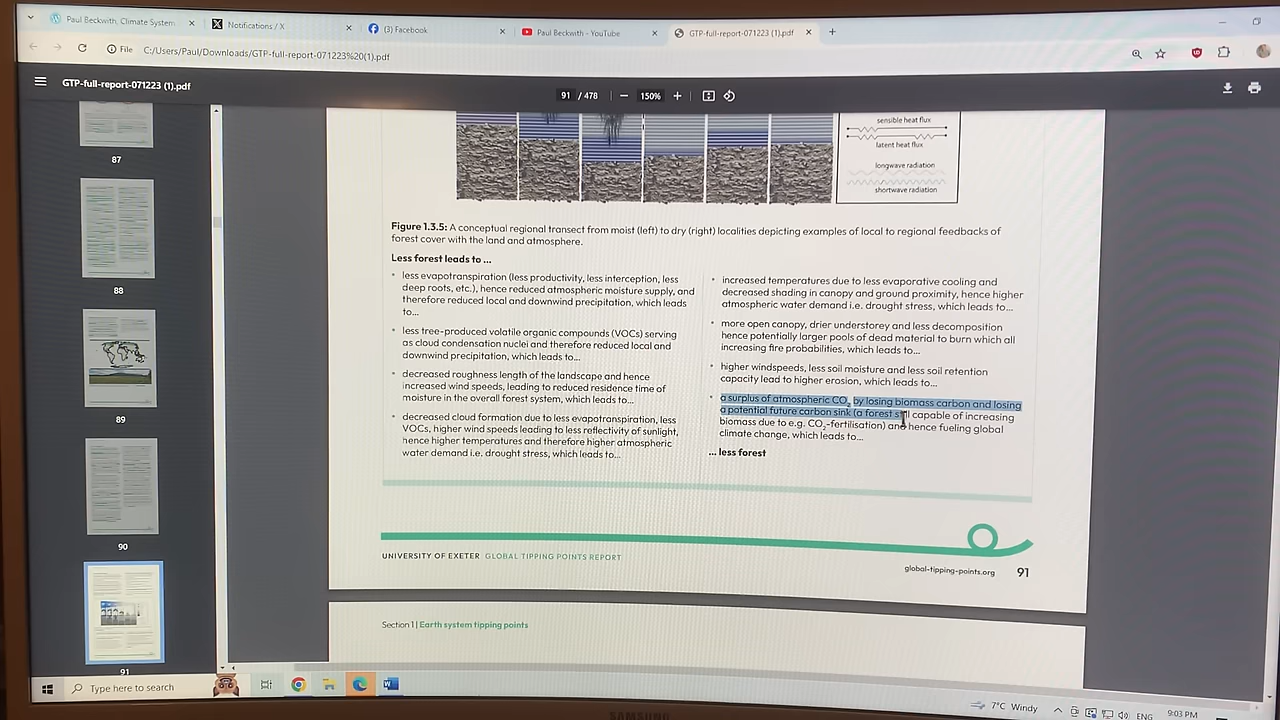 Paul Beckwith, Climate System
Notifications / X
(3) Facebook
Paul Beckwith - YouTube
GTP-full-report-071223 (1).pdf
File C:/Users/Paul/Downloads/GTP-full-report-071223%20(1).pdf
GTP-full-report-071223 (1).pdf
91 / 478
150%
87
88
89
90
91
sensible heat flux
latent heat flux
longwave radiation
shortwave radiation
Figure 1.3.5: A conceptual regional transect from moist (left) to dry (right) localities depicting examples of local to regional feedbacks of
forest cover with the land and atmosphere.
Less forest leads to ...
• less evapotranspiration (less productivity, less interception, less
deep roots, etc.), hence reduced atmospheric moisture supply, and
therefore reduced local and downwind precipitation, which leads
to...
• less tree-produced volatile organic compounds (VOCs) serving
as cloud condensation nuclei and therefore reduced local and
downwind precipitation, which leads to...
• decreased roughness length of the landscape and hence
increased wind speeds, leading to reduced residence time of
moisture in the overall forest system, which leads to...
• decreased cloud formation due to less evapotranspiration, less
VOCs, higher wind speeds leading to less reflectivity of sunlight,
hence higher temperatures and therefore higher atmospheric
water demand i.e. drought stress, which leads to...
• increased temperatures due to less evaporative cooling and
decreased shading in canopy and ground proximity, hence higher
atmospheric water demand i.e. drought stress, which leads to...
• more open canopy, drier understorey and less decomposition
hence potentially larger pools of dead material to burn which all
increasing fire probabilities, which leads to...
• higher windspeeds, less soil moisture and less soil retention
capacity lead to higher erosion, which leads to...
• a surplus of atmospheric CO₂ by losing biomass carbon and losing
a potential future carbon sink (a forest still capable of increasing
biomass due to e.g. CO₂-fertilisation) and hence fueling global
climate change, which leads to...
... less forest
UNIVERSITY OF EXETER GLOBAL TIPPING POINTS REPORT
global-tipping-points.org 91
Section 1 | Earth system tipping points
Type here to search
7°C Windy
ENG
9:03 PM
SAMSUNG